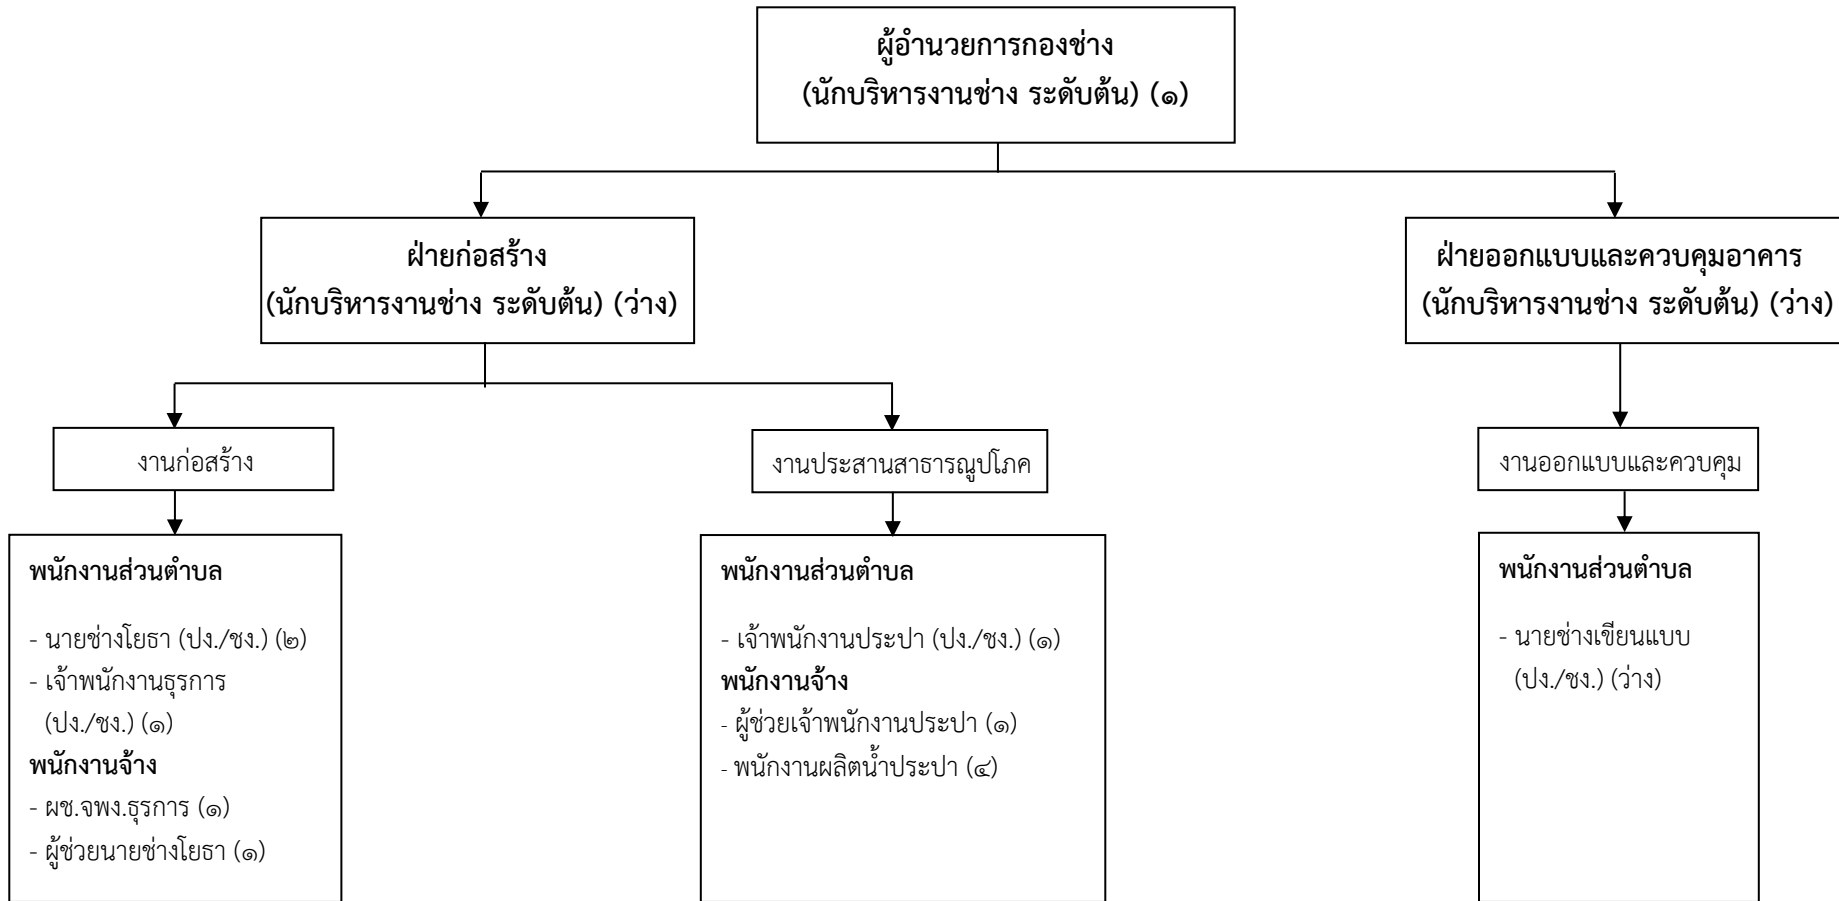 ผู้อำนวยการกองช่าง
(นักบริหารงานช่าง ระดับต้น) (๑)
ฝ่ายก่อสร้าง
(นักบริหารงานช่าง ระดับต้น) (ว่าง)
ฝ่ายออกแบบและควบคุมอาคาร
(นักบริหารงานช่าง ระดับต้น) (ว่าง)
งานก่อสร้าง
งานประสานสาธารณูปโภค
งานออกแบบและควบคุม
พนักงานส่วนตำบล
- นายช่างโยธา (ปง./ชง.) (๒)
- เจ้าพนักงานธุรการ
(ปง./ชง.) (๑)
พนักงานจ้าง
- ผช.จพง.ธุรการ (๑)
- ผู้ช่วยนายช่างโยธา (๑)
พนักงานส่วนตำบล
- เจ้าพนักงานประปา (ปง./ชง.) (๑)
พนักงานจ้าง
- ผู้ช่วยเจ้าพนักงานประปา (๑)
- พนักงานผลิตน้ำประปา (๔)
พนักงานส่วนตำบล
- นายช่างเขียนแบบ
(ปง./ชง.) (ว่าง)